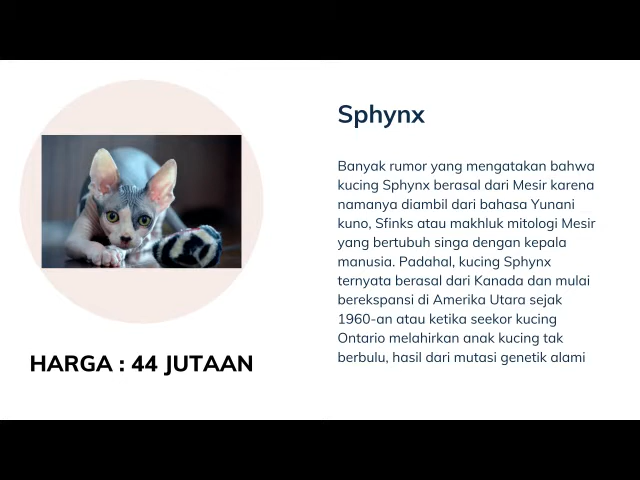 Sphynx
Banyak rumor yang mengatakan bahwa
kucing Sphynx berasal dari Mesir karena
namanya diambil dari bahasa Yunani
kuno, Sfinks atau makhluk mitologi Mesir
yang bertubuh singa dengan kepala
manusia. Padahal, kucing Sphynx
ternyata berasal dari Kanada dan mulai
berekspansi di Amerika Utara sejak
1960-an atau ketika seekor kucing
Ontario melahirkan anak kucing tak
berbulu, hasil dari mutasi genetik alami
HARGA : 44 JUTAAN